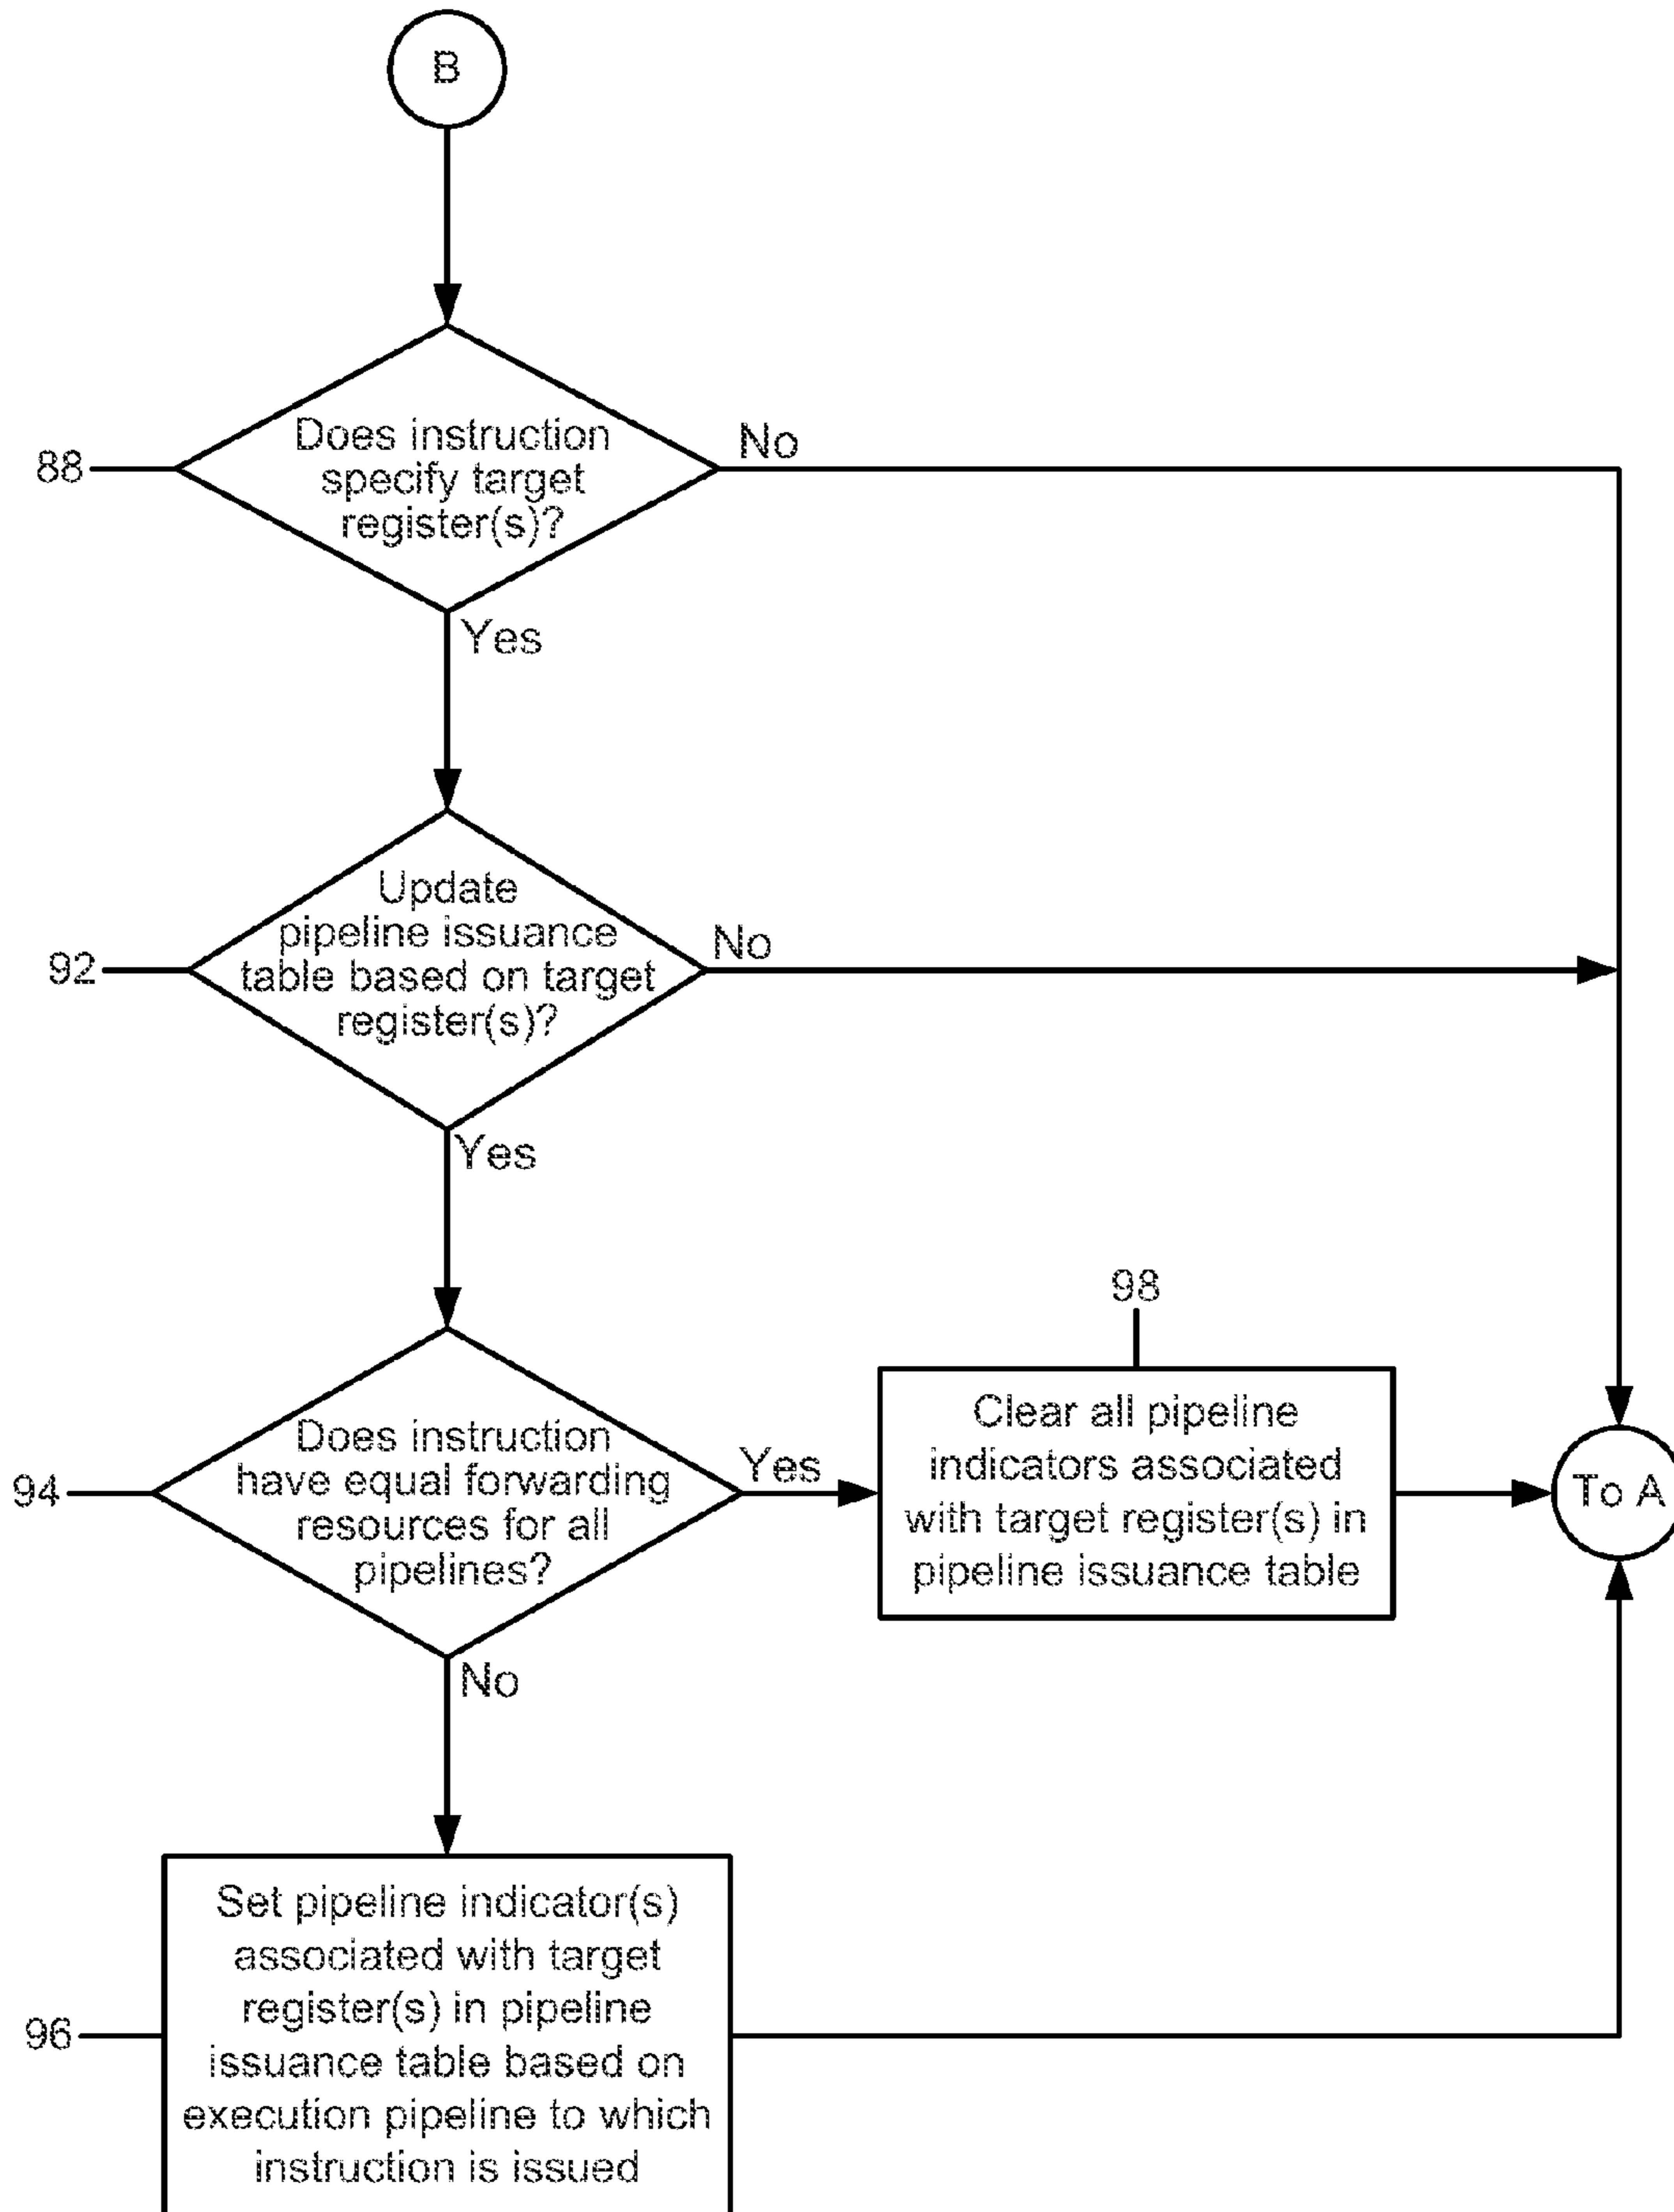 B
Does instruction
specify target
register(s)?
88
No
Yes
Update
pipeline issuance
table based on target
register(s)?
92
No
Yes
98
Does instruction
have equal forwarding
resources for all
pipelines?
94
Yes
Clear all pipeline
indicators associated
with target register(s) in
pipeline issuance table
To A
No
Set pipeline indicator(s)
associated with target
register(s) in pipeline
issuance table based on
execution pipeline to which
instruction is issued
96